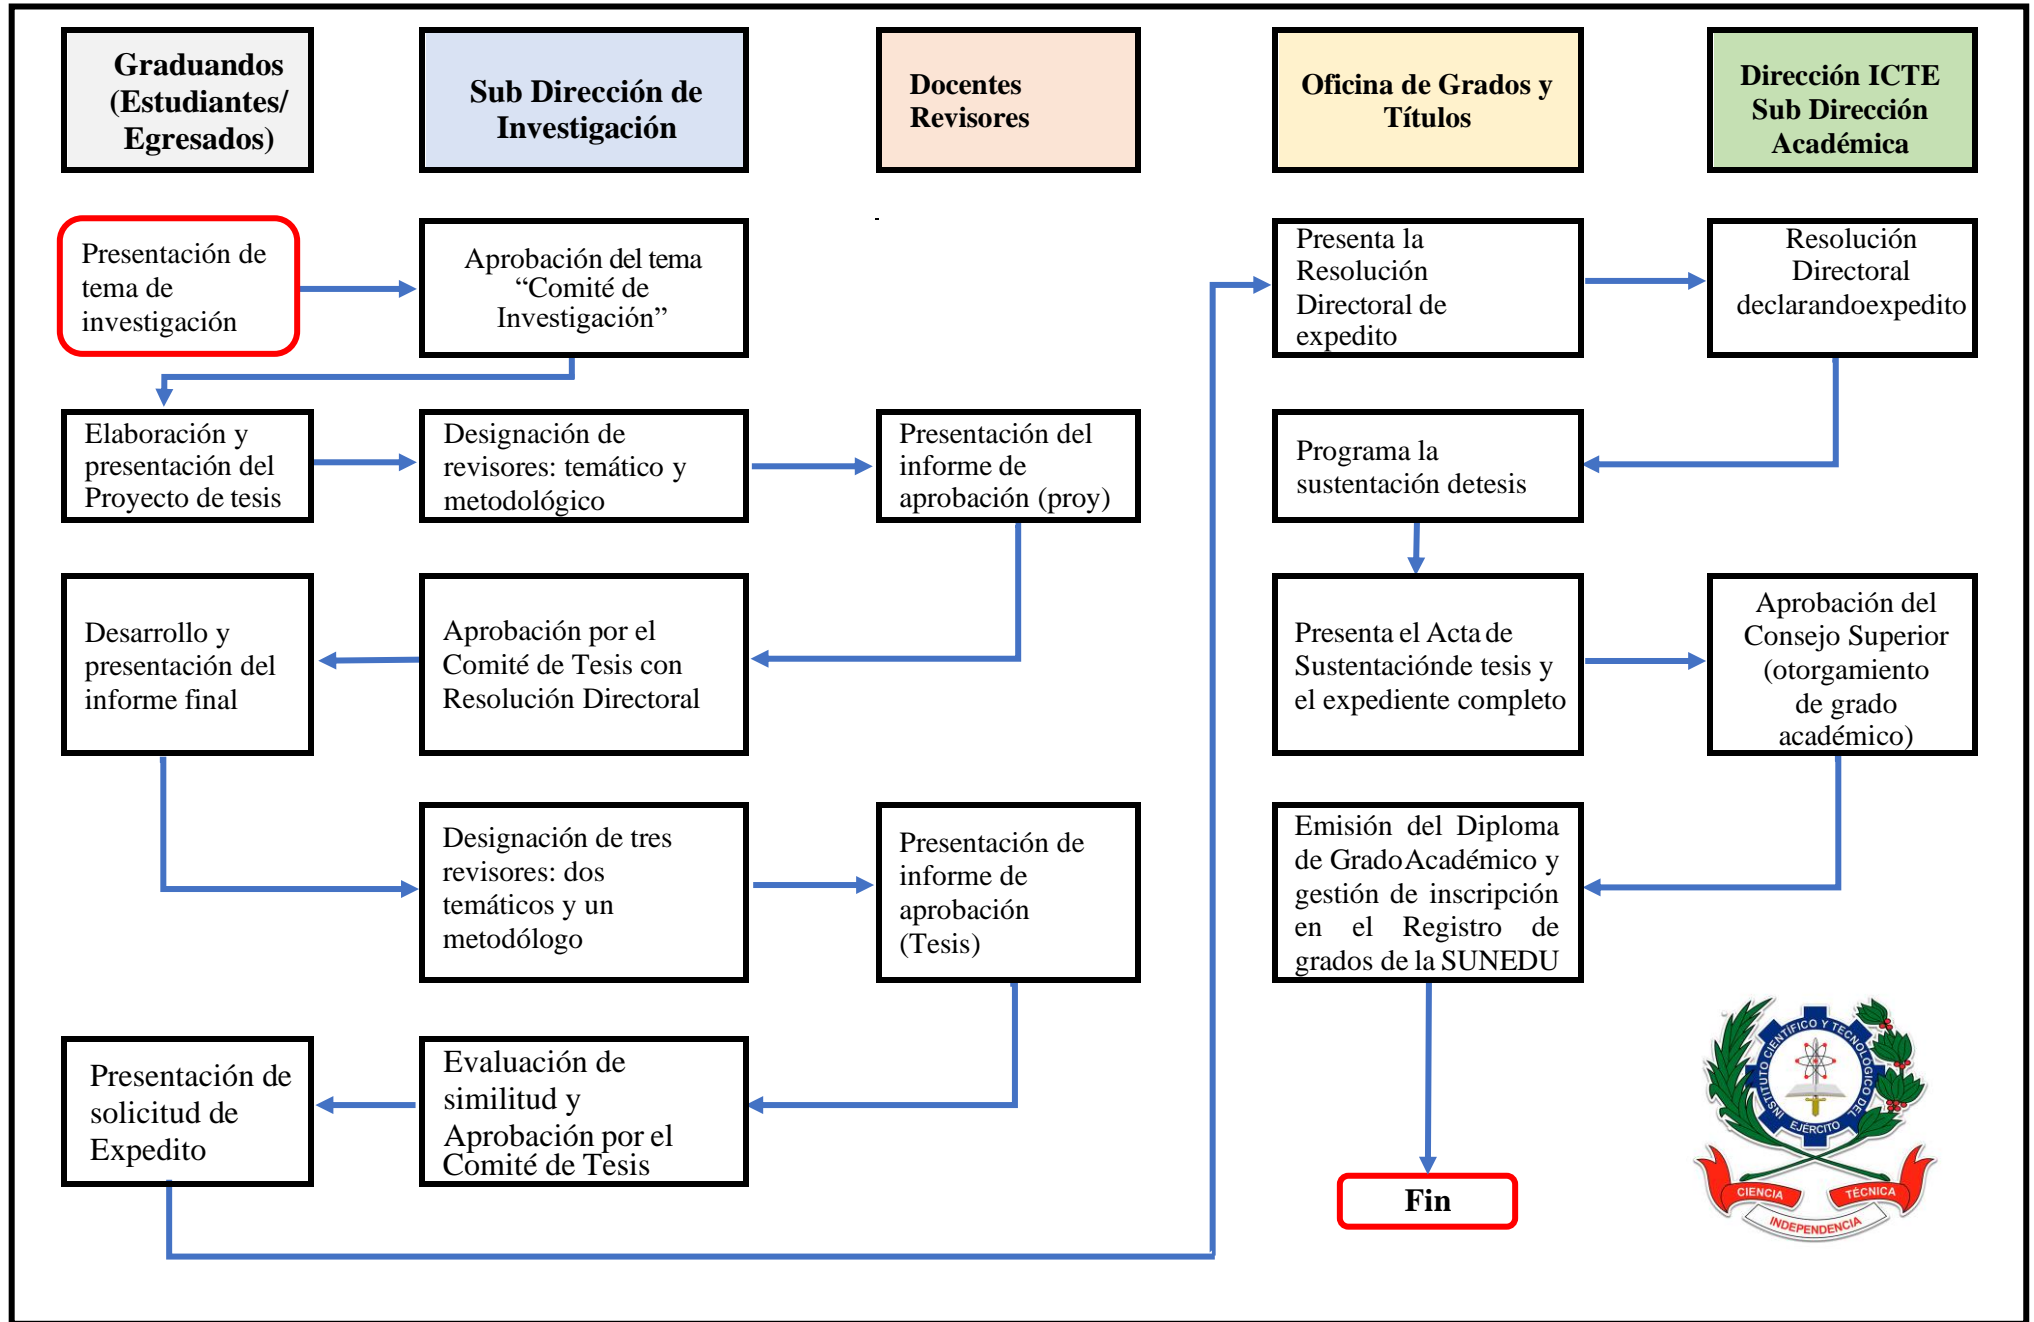 Graduandos
(Estudiantes/
Egresados)
Sub Dirección de
Investigación
Docentes
Revisores
Oficina de Grados y
Títulos
Dirección ICTE
Sub Dirección
Académica
Presentación de
tema de
investigación
Aprobación del tema
“Comité de
Investigación”
Presenta la
Resolución
Directoral de
expedito
Resolución
Directoral
declarandoexpedito
Elaboración y
presentación del
Proyecto de tesis
Designación de
revisores: temático y
metodológico
Presentación del
informe de
aprobación (proy)
Programa la
sustentación detesis
Desarrollo y
presentación del
informe final
Aprobación por el
Comité de Tesis con
Resolución Directoral
Presenta el Acta de
Sustentaciónde tesis y
el expediente completo
Aprobación del
Consejo Superior
(otorgamiento
de grado
académico)
Designación de tres
revisores: dos
temáticos y un
metodólogo
Presentación de
informe de
aprobación
(Tesis)
Emisión del Diploma
de Grado Académico y
gestión de inscripción
en el Registro de
grados de la SUNEDU
Presentación de
solicitud de
Expedito
Evaluación de
similitud y
Aprobación por el
Comité de Tesis
Fin
INSTITUTO CIENTÍFICO Y TECNOLÓGICO DEL
EJÉRCITO
CIENCIA
TÉCNICA
INDEPENDENCIA